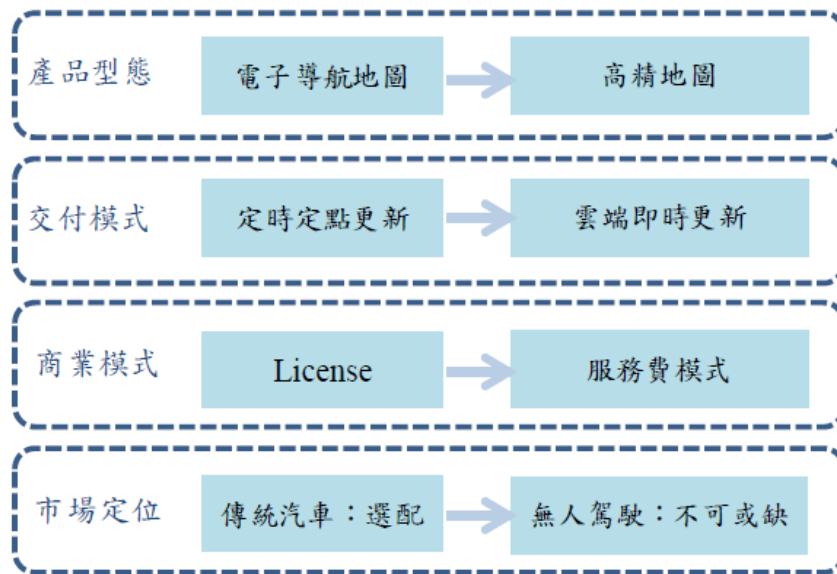 產品型態 電子導航地圖 高精地圖
交付模式 定時定點更新 雲端即時更新
商業模式 License 服務費模式
市場定位 傳統汽車：選配 無人駕駛：不可或缺